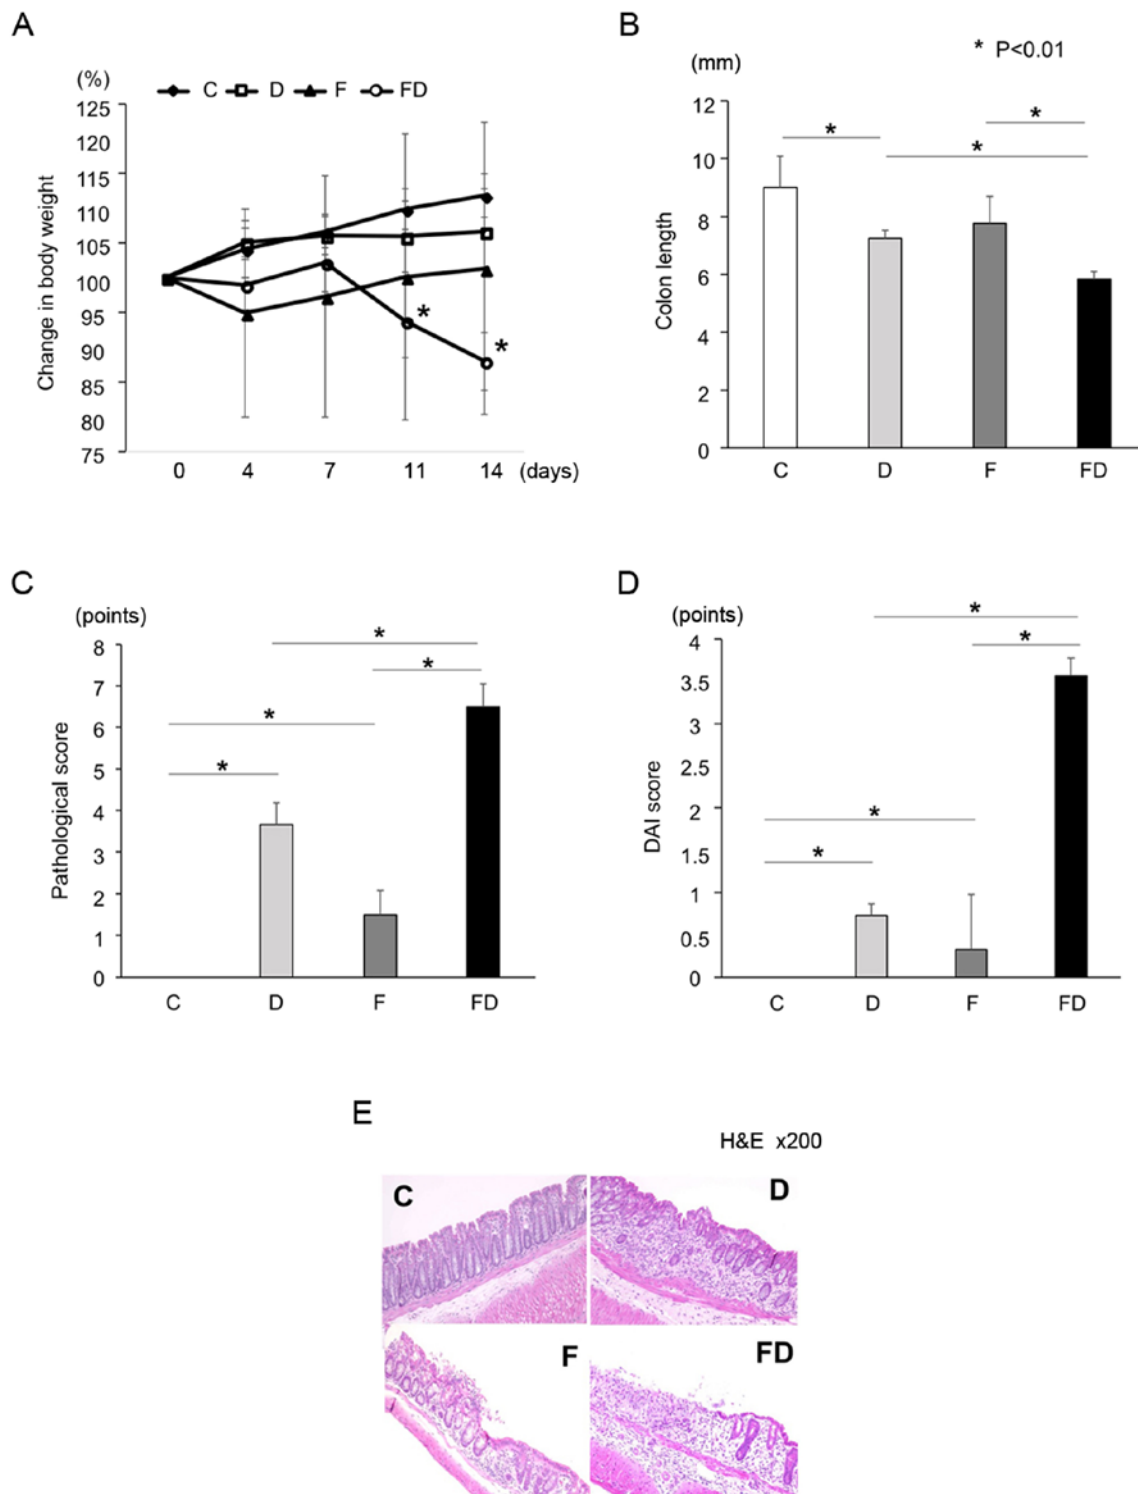 A
(%)
C D F FD
125
120
115
110
105
100
95
90
85
80
75
Change in body weight
*
*
0 4 7 11 14 (days)
B
* P<0.01
(mm)
12
10
8
6
4
2
0
Colon length
*
*
*
C D F FD
C
(points)
8
7
6
5
4
3
2
1
0
Pathological score
*
*
*
*
C D F FD
D
(points)
4
3.5
3
2.5
2
1.5
1
0.5
0
DAI score
*
*
*
*
C D F FD
E
H&E x200
C D
F FD